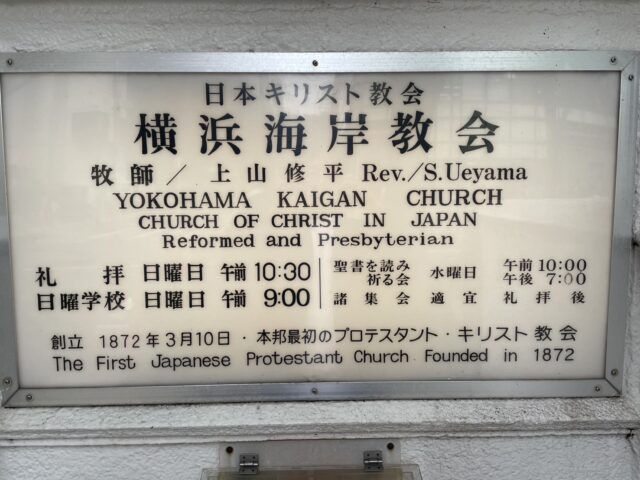 日本キリスト教会
横浜海岸教会
牧師／上山修平 Rev./S.Ueyama
YOKOHAMA KAIGAN CHURCH
CHURCH OF CHRIST IN JAPAN
Reformed and Presbyterian
礼拝 日曜日 午前 10:30
日曜学校 日曜日 午前 9:00
聖書を読み祈る会 水曜日 午前 10:00 午後 7:00
諸集会 適宜 礼拝後
創立 1872年3月10日・本邦最初のプロテスタント・キリスト教会
The First Japanese Protestant Church Founded in 1872